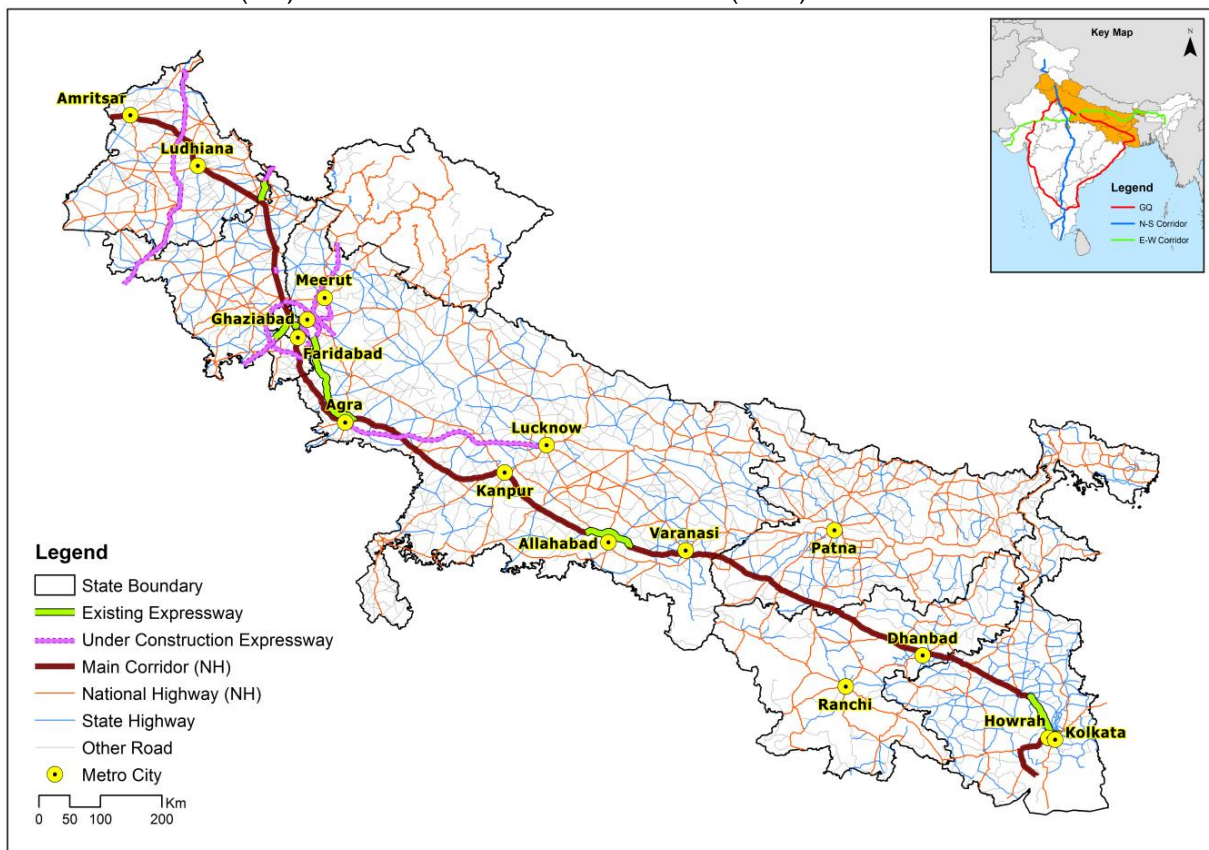 Key Map
N
Legend
GQ
N-S Corridor
E-W Corridor
Amritsar
Ludhiana
Meerut
Ghaziabad
Faridabad
Agra
Lucknow
Kanpur
Allahabad
Varanasi
Patna
Dhanbad
Ranchi
Howrah
Kolkata
Legend
State Boundary
Existing Expressway
Under Construction Expressway
Main Corridor (NH)
National Highway (NH)
State Highway
Other Road
Metro City
Km
0 50 100 200